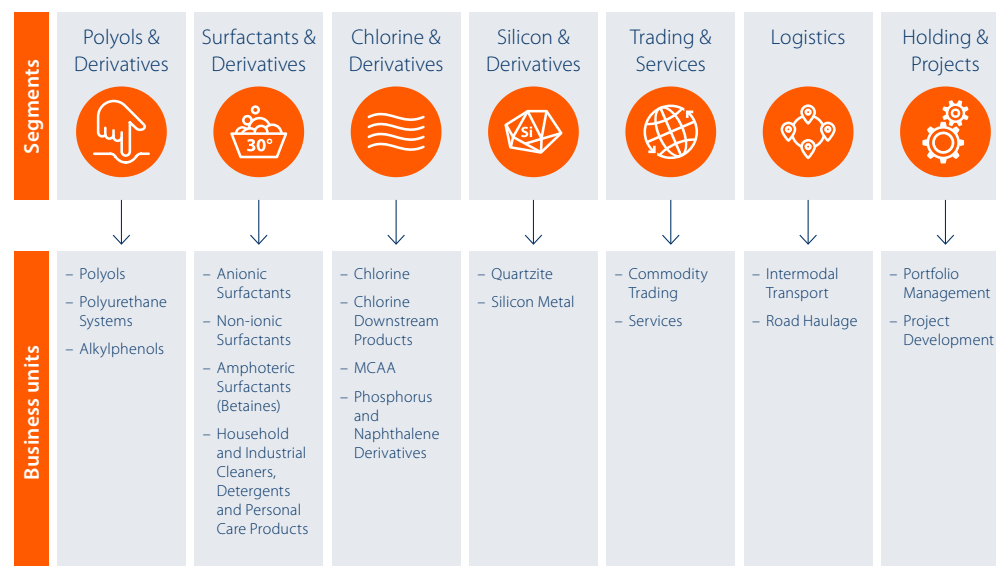 Segments
Polyols &
Derivatives
Surfactants &
Derivatives
30°
Chlorine &
Derivatives
Silicon &
Derivatives
Si
Trading &
Services
Logistics
Holding &
Projects
Business units
– Polyols
– Polyurethane
Systems
– Alkylphenols
– Anionic
Surfactants
– Non-ionic
Surfactants
– Amphoteric
Surfactants
(Betaines)
– Household
and Industrial
Cleaners,
Detergents
and Personal
Care Products
– Chlorine
– Chlorine
Downstream
Products
– MCAA
– Phosphorus
and
Naphthalene
Derivatives
– Quartzite
– Silicon Metal
– Commodity
Trading
– Services
– Intermodal
Transport
– Road Haulage
– Portfolio
Management
– Project
Development